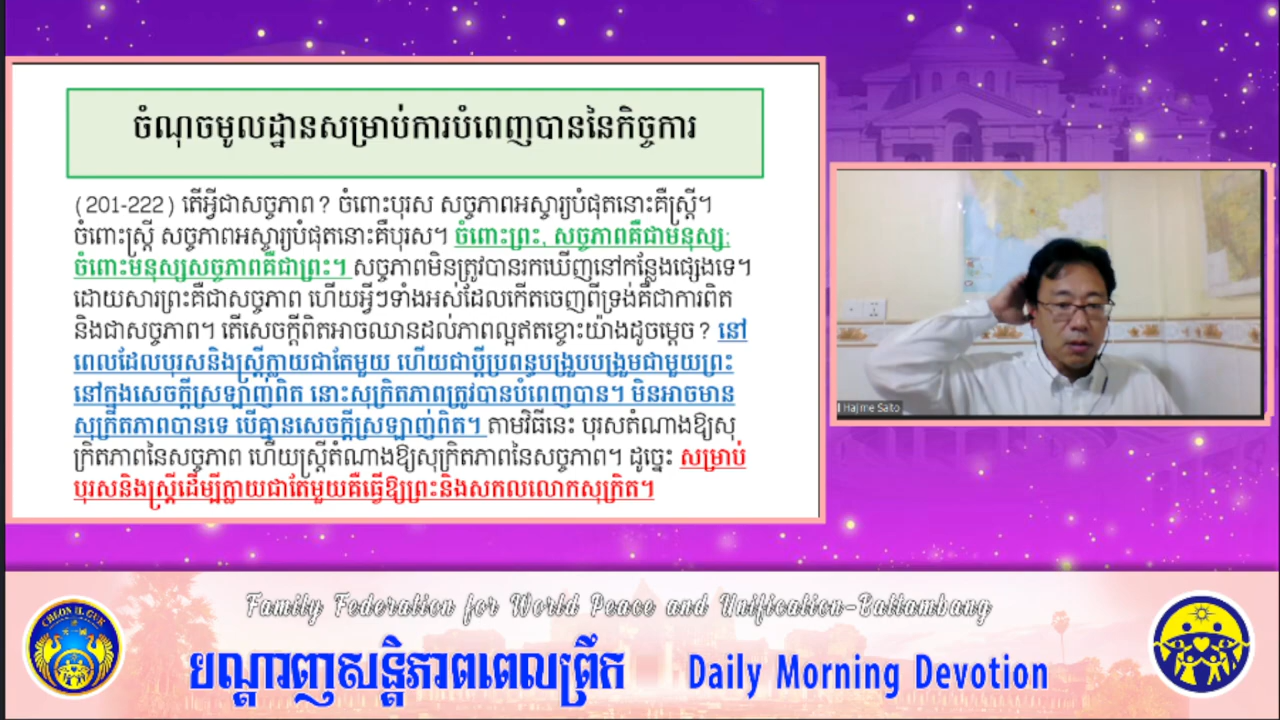 ចំណុចមូលដ្ឋានសម្រាប់ការបំពេញបាននៃកិច្ចការ
(201-222) តើអ្វីជាសច្ចភាព? ចំពោះបុរស សច្ចភាពអស្ចារ្យបំផុតនោះគឺស្ត្រី។
ចំពោះស្ត្រី សច្ចភាពអស្ចារ្យបំផុតនោះគឺបុរស។ ចំពោះព្រះ, សច្ចភាពគឺជាមនុស្ស;
ចំពោះមនុស្សសច្ចភាពគឺជាព្រះ។ សច្ចភាពមិនត្រូវបានរកឃើញនៅកន្លែងផ្សេងទេ។
ដោយសារព្រះគឺជាសច្ចភាព ហើយអ្វីៗទាំងអស់ដែលកើតចេញពីទ្រង់គឺជាការពិត
និងជាសច្ចភាព។ តើសេចក្តីពិតអាចឈានដល់ភាពល្អឥតខ្ចោះយ៉ាងដូចម្តេច? នៅ
ពេលដែលបុរសនិងស្ត្រីក្លាយជាតែមួយ ហើយជាប្តីប្រពន្ធបង្រួបបង្រួមជាមួយព្រះ
នៅក្នុងសេចក្តីស្រឡាញ់ពិត នោះសុក្រិតភាពត្រូវបានបំពេញបាន។ មិនអាចមាន
សុក្រឹតភាពបានទេ បើគ្មានសេចក្តីស្រឡាញ់ពិត។ តាមវិធីនេះ បុរសតំណាងឱ្យសុ
ក្រិតភាពនៃសច្ចភាព ហើយស្ត្រីតំណាងឱ្យសុក្រិតភាពនៃសច្ចភាព។ ដូច្នេះ សម្រាប់
បុរសនិងស្ត្រីដើម្បីក្លាយជាតែមួយគឺធ្វើឱ្យព្រះនិងសកលលោកសុក្រិត។
Hajime Saito
Family Federation for World Peace and Unification-Battambang
CHEON IL GUK
បណ្តាញសន្តិភាពពេលព្រឹក Daily Morning Devotion